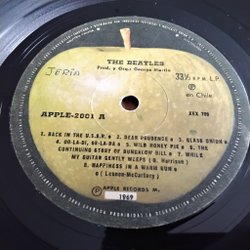 THE BEATLES
Prod. y Orq: George Martin
JERIA
33⅓ R.P.M. L P
en Chile
APPLE-2001 A
XEX 709
1. BACK IN THE U.S.S.R. • 2. DEAR PRUDENCE • 3. GLASS ONION
4. OB-LA-DI, OB-LA-DA • 5. WILD HONEY PIE • 6. THE
CONTINUING STORY OF BUNGALOW BILL • 7. WHILE
MY GUITAR GENTLY WEEPS ( G. Harrison )
8. HAPPINESS IS A WARM GUN •
• ( Lennon-McCartney )
APPLE RECORDS
1969